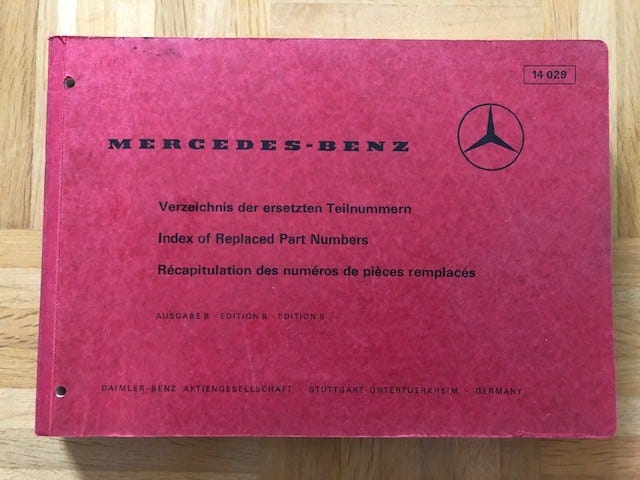 14 029
MERCEDES-BENZ
Verzeichnis der ersetzten Teilnummern
Index of Replaced Part Numbers
Récapitulation des numéros de pièces remplacés
AUSGABE B · EDITION B · EDITION B
DAIMLER-BENZ AKTIENGESELLSCHAFT · STUTTGART-UNTERTUERKHEIM · GERMANY